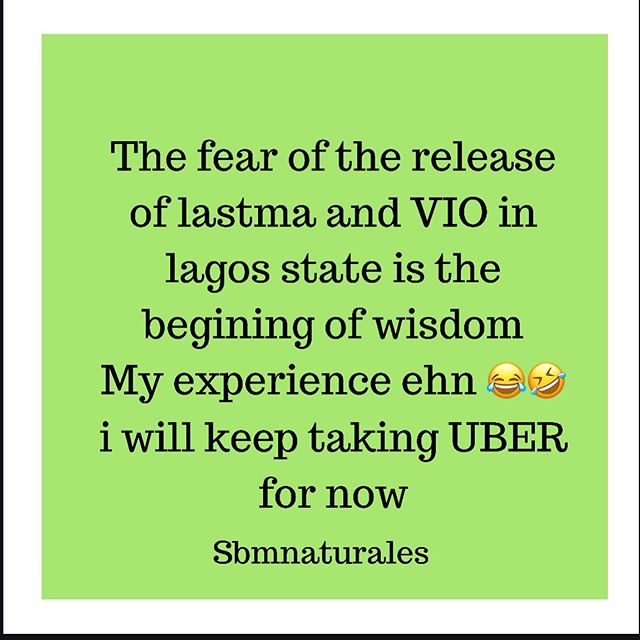 The fear of the release
of lastma and VIO in
lagos state is the
begining of wisdom
My experience ehn 😂🤣
i will keep taking UBER
for now
Sbmnaturales